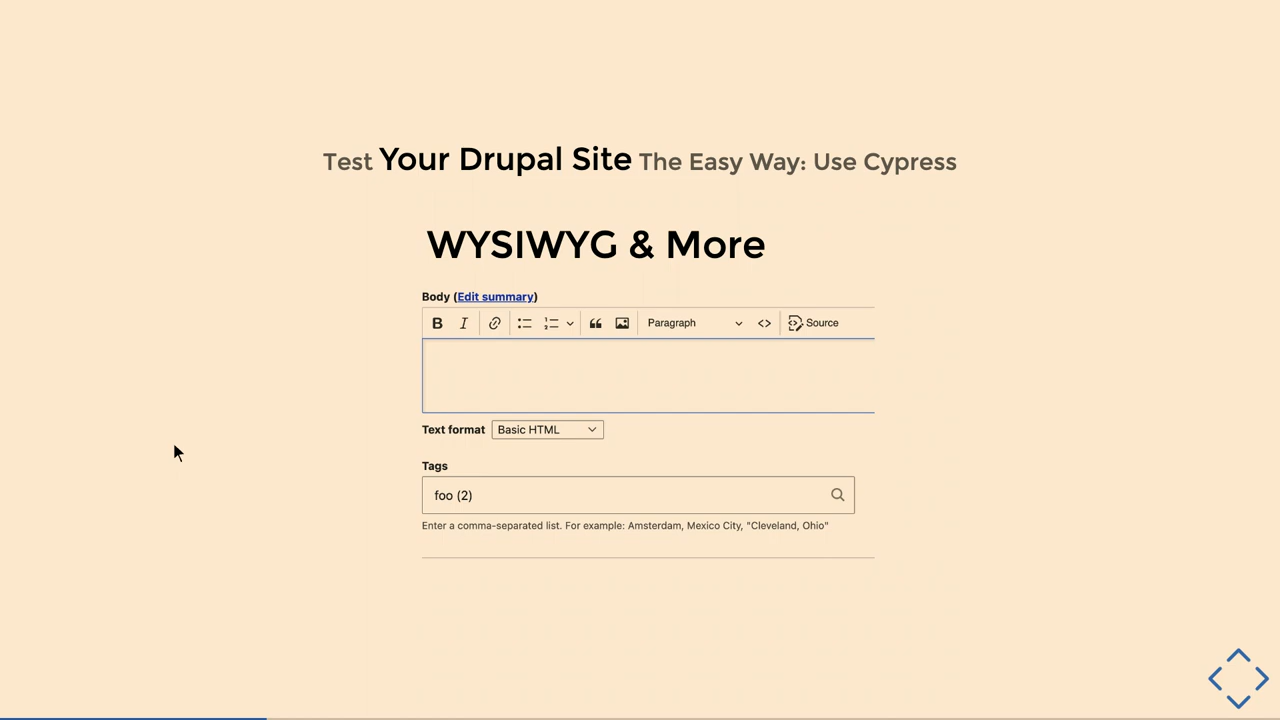 Test Your Drupal Site The Easy Way: Use Cypress
WYSIWYG & More
Body (Edit summary)
B I Paragraph <> Source
Text format Basic HTML
Tags
foo (2)
Enter a comma-separated list. For example: Amsterdam, Mexico City, "Cleveland, Ohio"